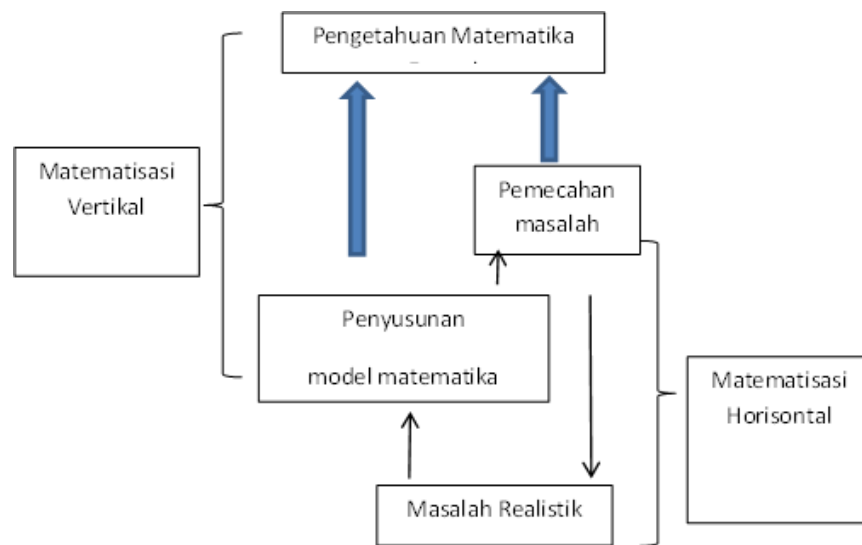 Pengetahuan Matematika
Matematisasi
Vertikal
Pemecahan
masalah
Penyusunan
model matematika
Matematisasi
Horisontal
Masalah Realistik